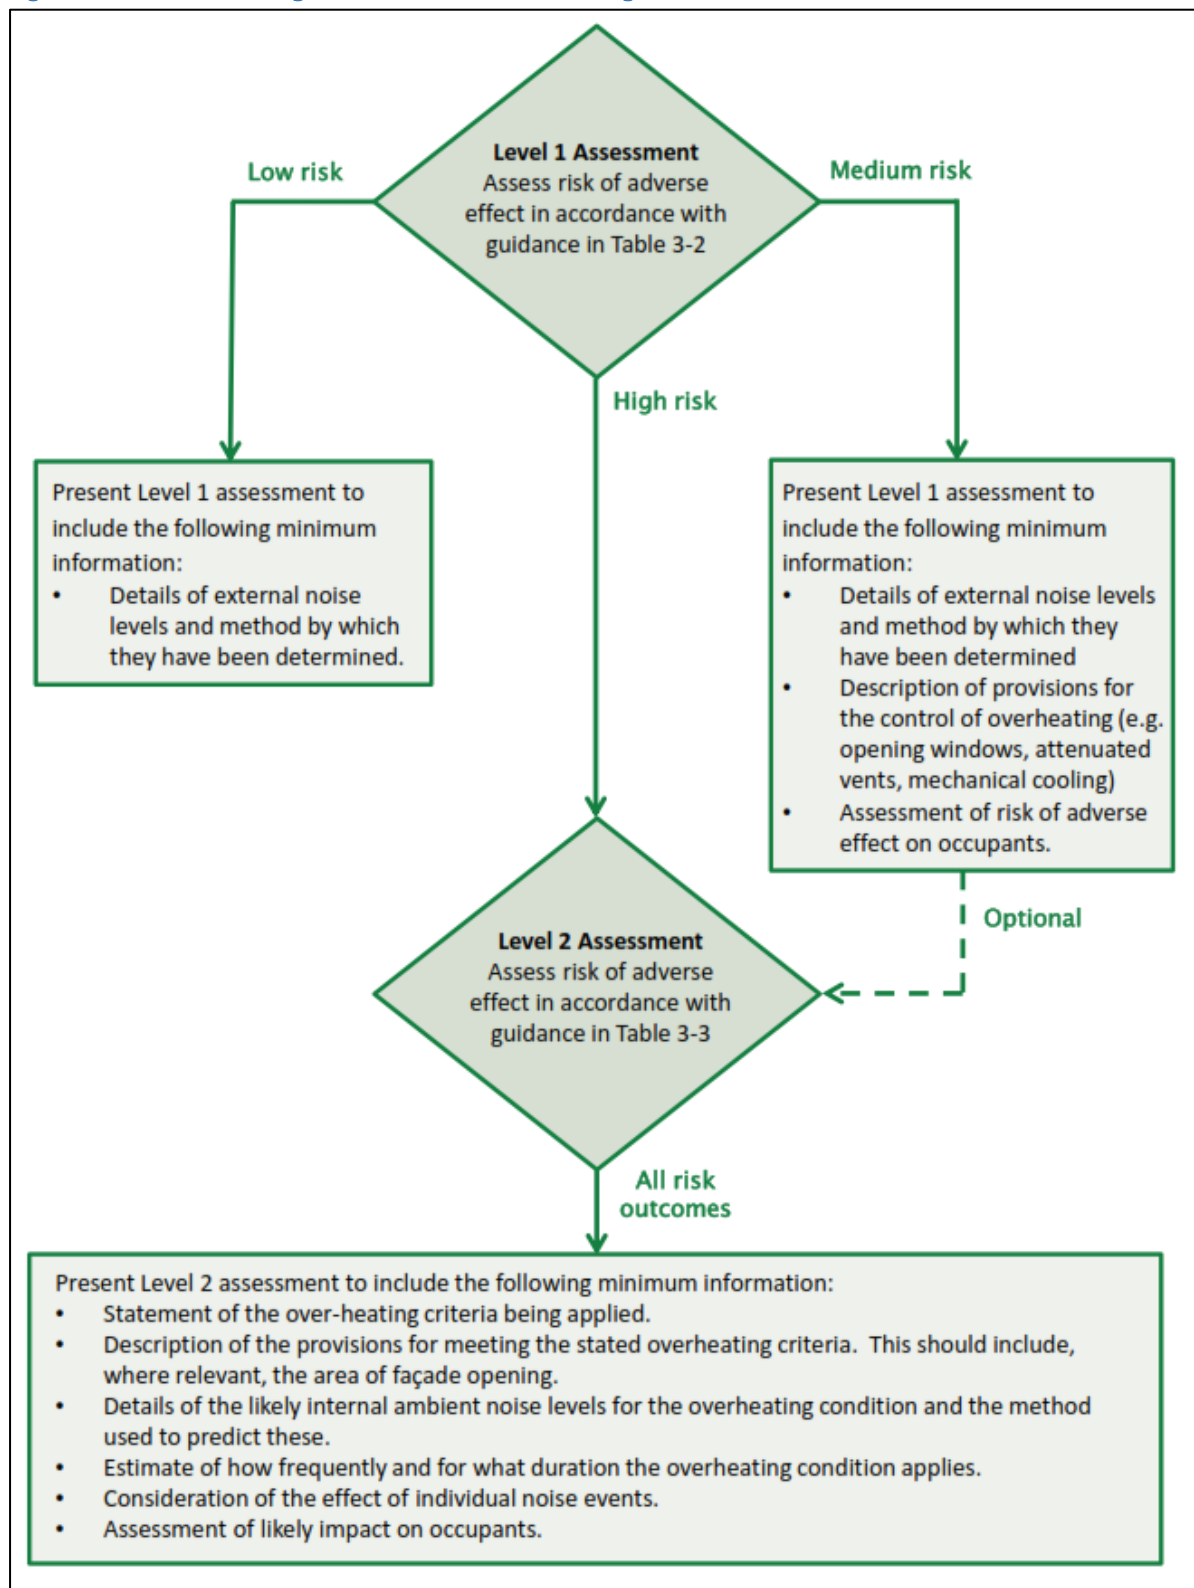 Level 1 Assessment
Assess risk of adverse
effect in accordance with
guidance in Table 3-2
Low risk
Medium risk
High risk
Present Level 1 assessment to
include the following minimum
information:
• Details of external noise
levels and method by which
they have been determined.
Present Level 1 assessment to
include the following minimum
information:
• Details of external noise levels
and method by which they
have been determined
• Description of provisions for
the control of overheating (e.g.
opening windows, attenuated
vents, mechanical cooling)
• Assessment of risk of adverse
effect on occupants.
Optional
Level 2 Assessment
Assess risk of adverse
effect in accordance with
guidance in Table 3-3
All risk
outcomes
Present Level 2 assessment to include the following minimum information:
• Statement of the over-heating criteria being applied.
• Description of the provisions for meeting the stated overheating criteria. This should include,
where relevant, the area of façade opening.
• Details of the likely internal ambient noise levels for the overheating condition and the method
used to predict these.
• Estimate of how frequently and for what duration the overheating condition applies.
• Consideration of the effect of individual noise events.
• Assessment of likely impact on occupants.